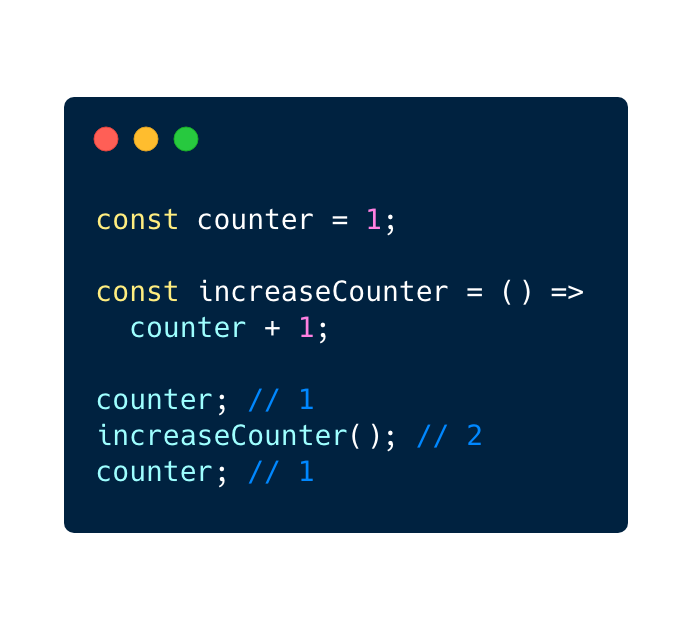 const counter = 1;
const increaseCounter = () =>
  counter + 1;
counter; // 1
increaseCounter(); // 2
counter; // 1